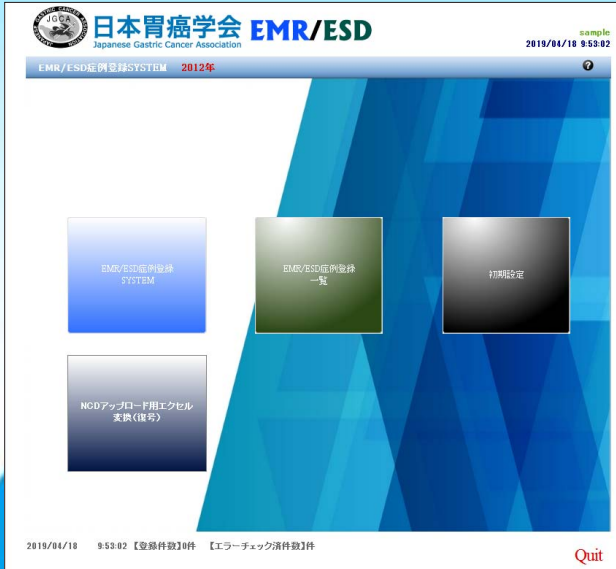 JGCA
日本胃癌学会 EMR/ESD
Japanese Gastric Cancer Association
sample
2019/04/18 9:53:02
EMR/ESD症例登録SYSTEM 2012年
?
EMR/ESD症例登録
SYSTEM
EMR/ESD症例登録
一覧
初期設定
NCDアップロード用エクセル
変換(復号)
2019/04/18 9:53:02 【登録件数】0件 【エラーチェック済件数】件
Quit